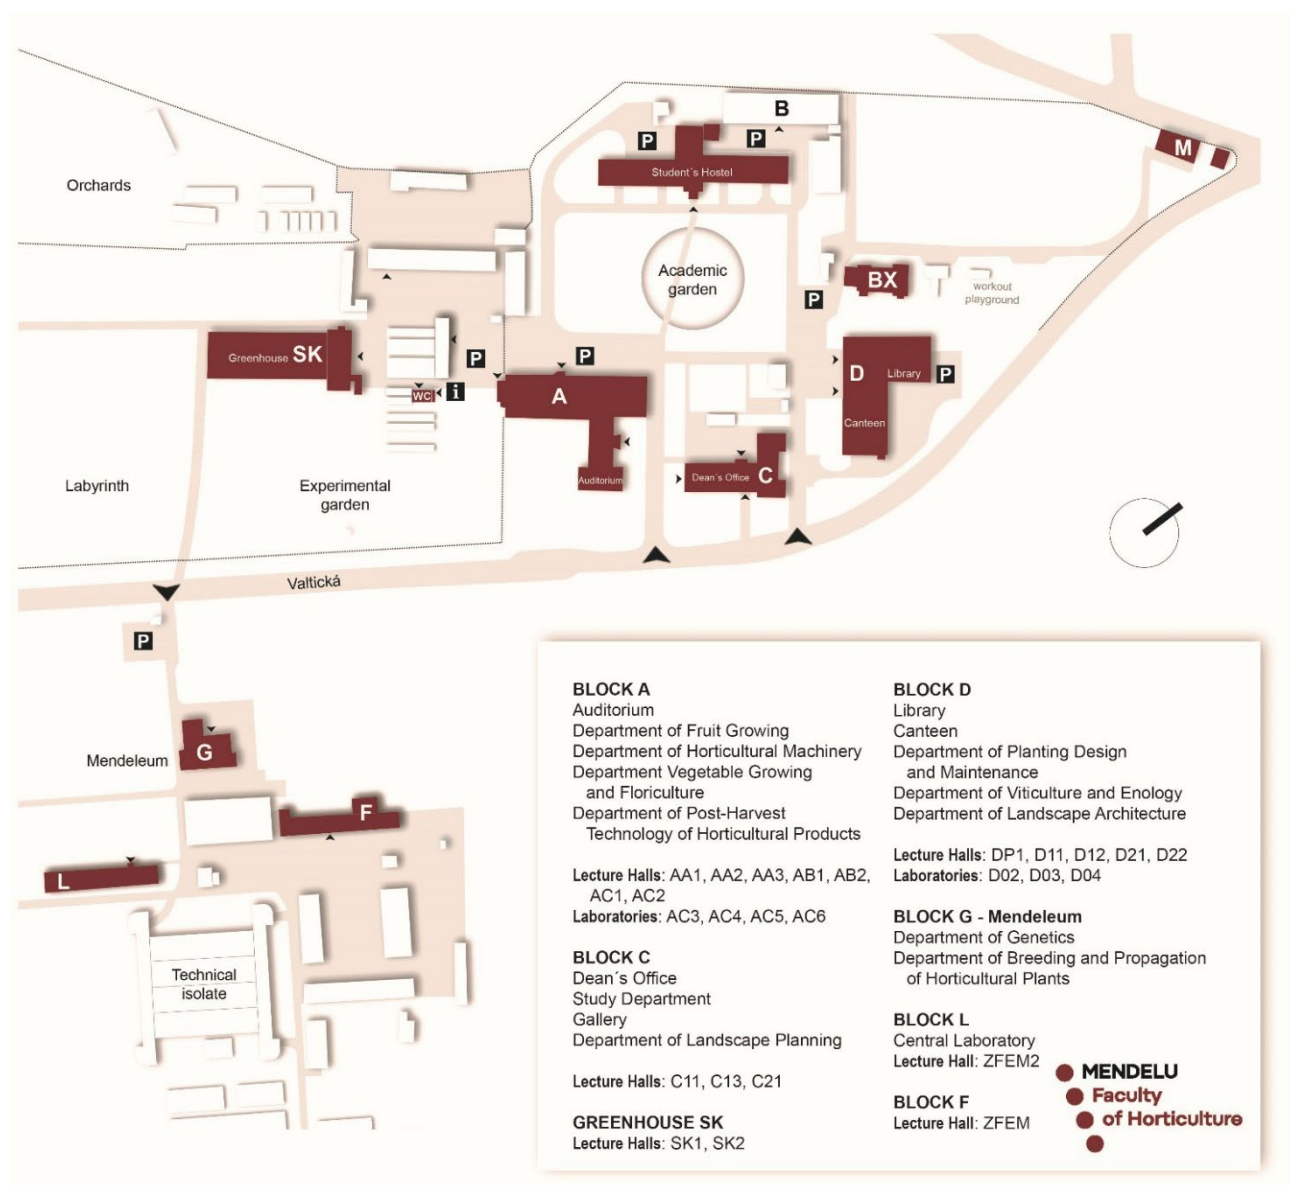 B
P
P
M
Student´s Hostel
Orchards
Academic
garden
BX
workout
playground
P
Greenhouse SK
P
P
D
Library
P
WC
i
A
Canteen
Auditorium
Dean´s Office
C
Labyrinth
Experimental
garden
Valtická
P
G
Mendeleum
F
L
Technical
isolate
BLOCK A
Auditorium
Department of Fruit Growing
Department of Horticultural Machinery
Department Vegetable Growing
and Floriculture
Department of Post-Harvest
Technology of Horticultural Products
Lecture Halls: AA1, AA2, AA3, AB1, AB2,
AC1, AC2
Laboratories: AC3, AC4, AC5, AC6
BLOCK C
Dean´s Office
Study Department
Gallery
Department of Landscape Planning
Lecture Halls: C11, C13, C21
GREENHOUSE SK
Lecture Halls: SK1, SK2
BLOCK D
Library
Canteen
Department of Planting Design
and Maintenance
Department of Viticulture and Enology
Department of Landscape Architecture
Lecture Halls: DP1, D11, D12, D21, D22
Laboratories: D02, D03, D04
BLOCK G - Mendeleum
Department of Genetics
Department of Breeding and Propagation
of Horticultural Plants
BLOCK L
Central Laboratory
Lecture Hall: ZFEM2
BLOCK F
Lecture Hall: ZFEM
MENDELU
Faculty
of Horticulture